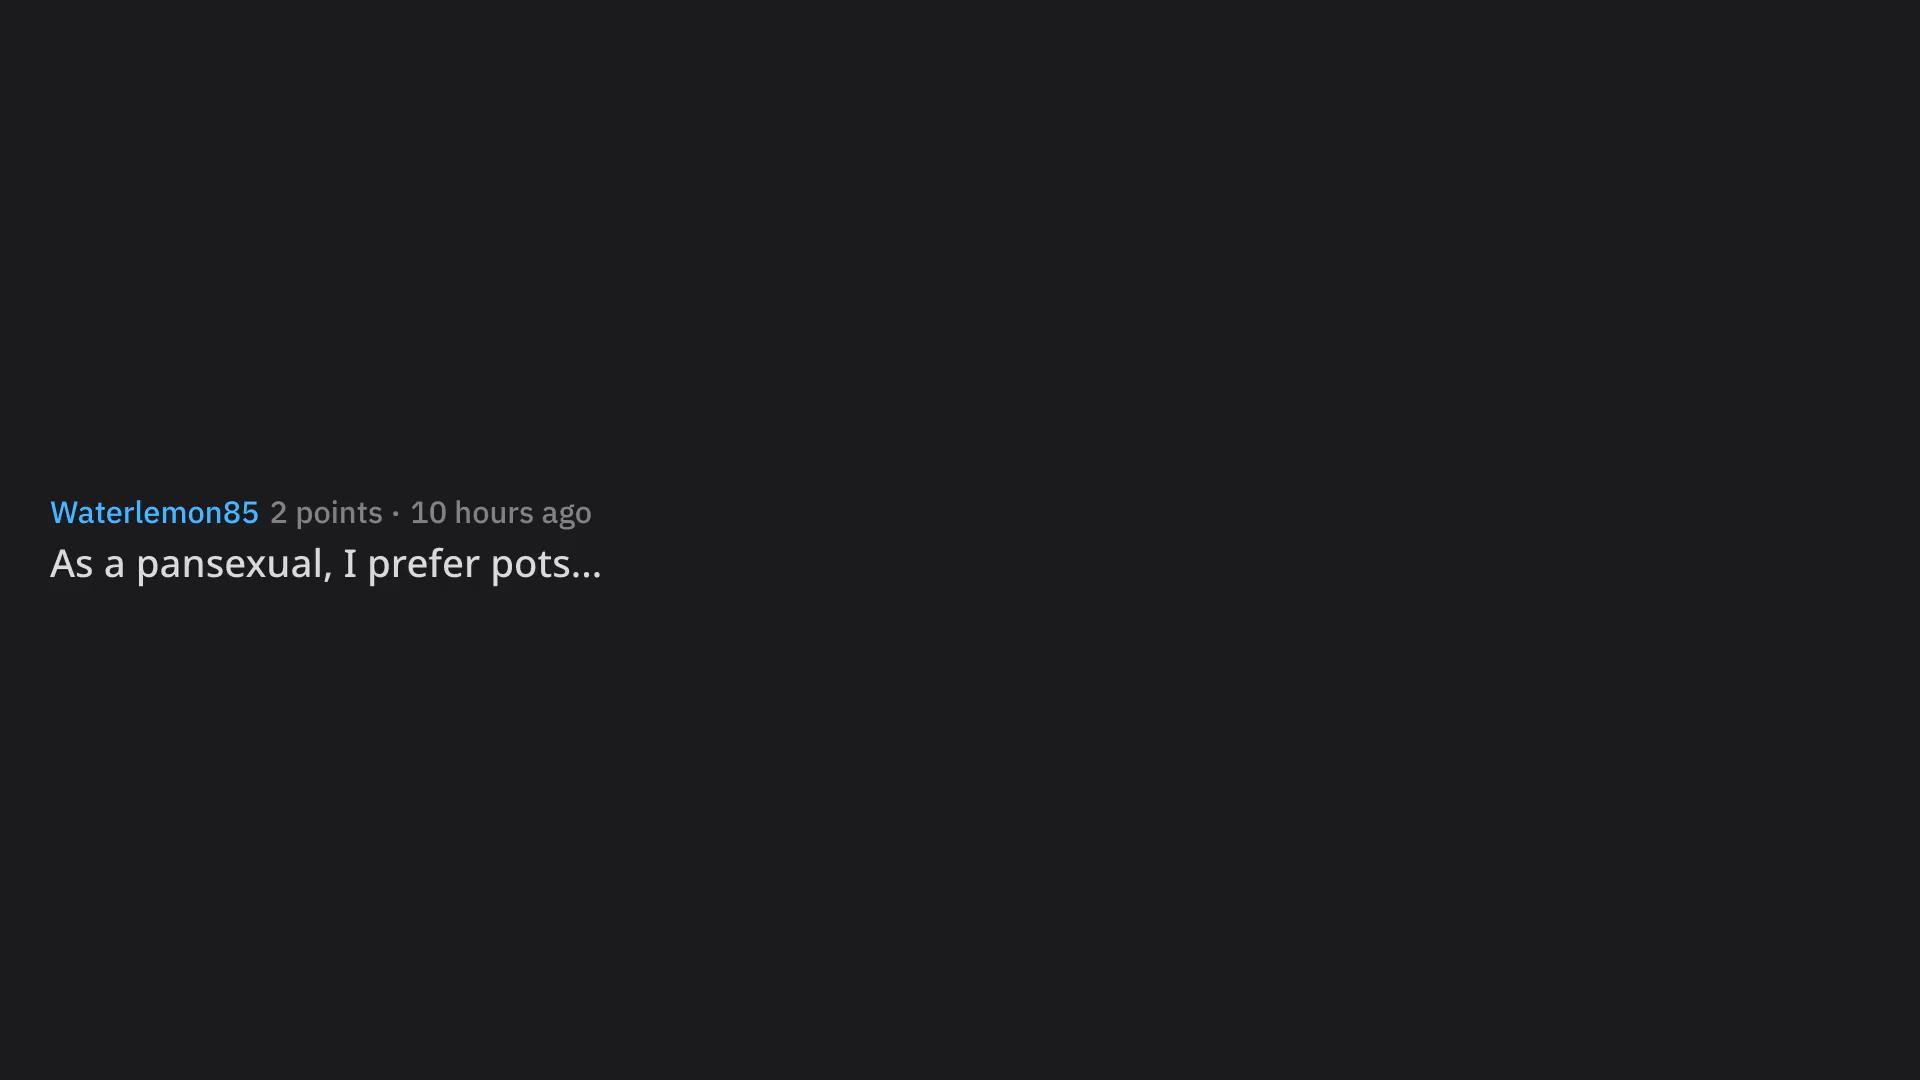 Waterlemon85 2 points · 10 hours ago
As a pansexual, I prefer pots...